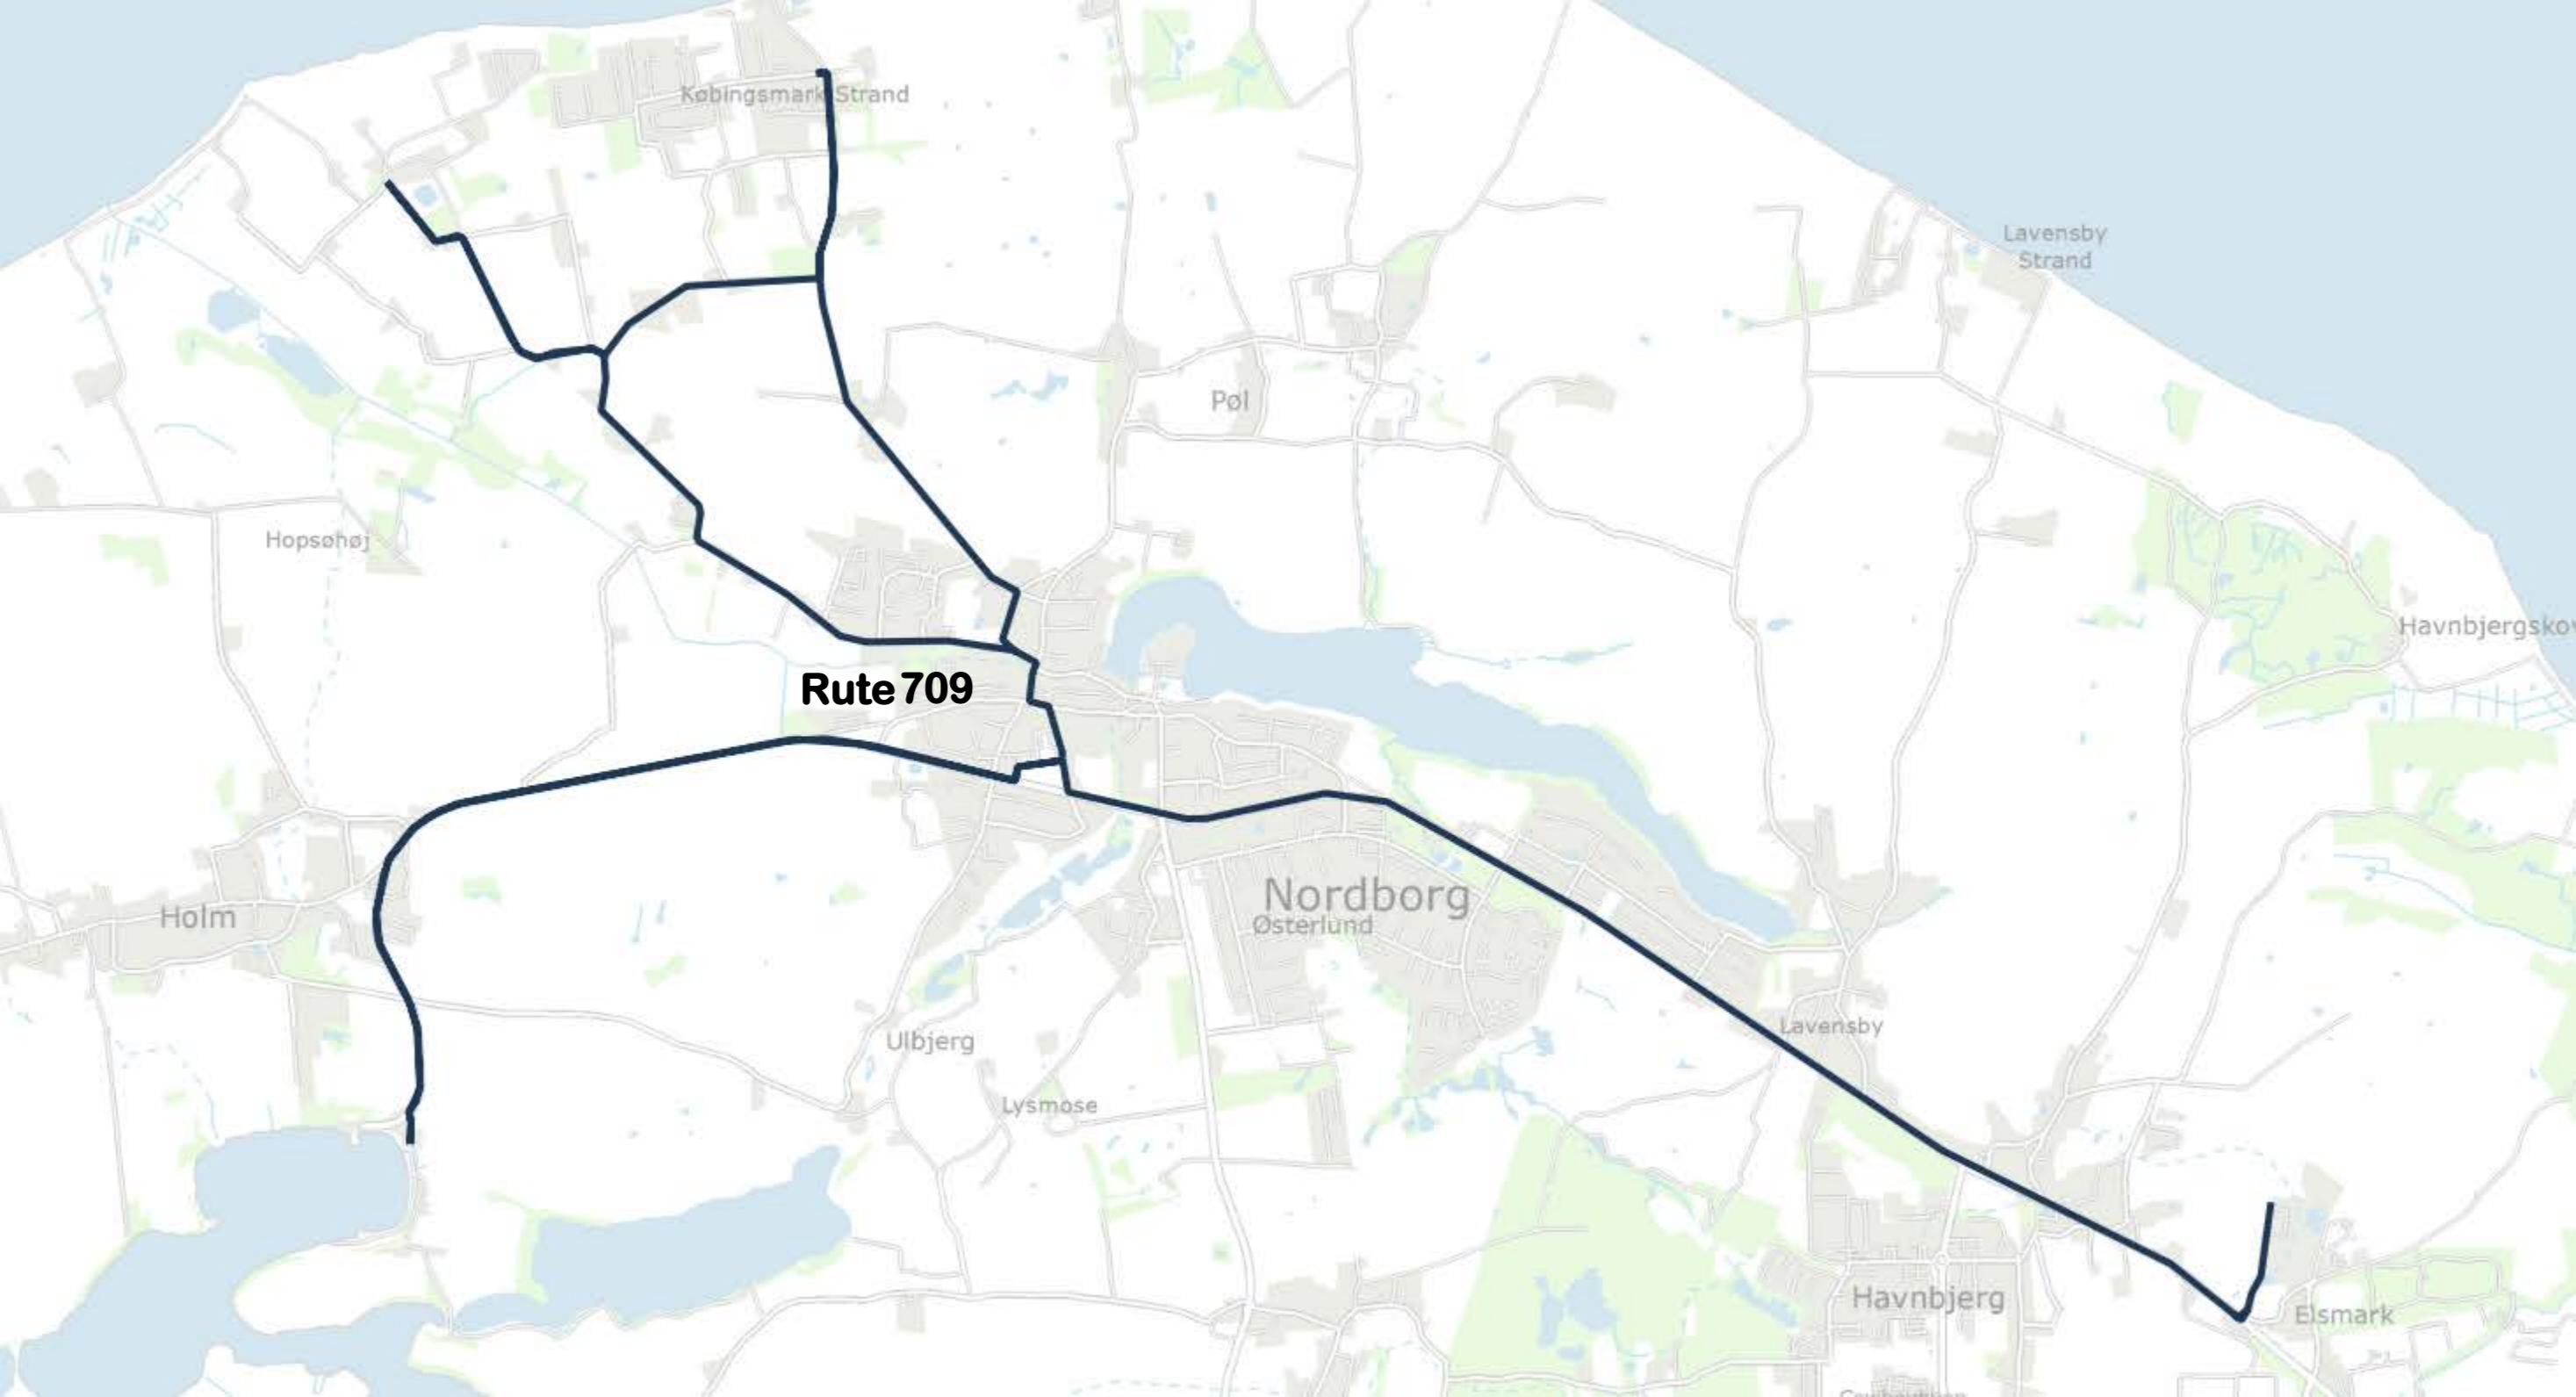 Købingsmark Strand
Lavensby
Strand
Pøl
Hopsøhøj
Havnbjergskov
Rute 709
Nordborg
Østerlund
Holm
Lavensby
Ulbjerg
Lysmose
Havnbjerg
Elsmark